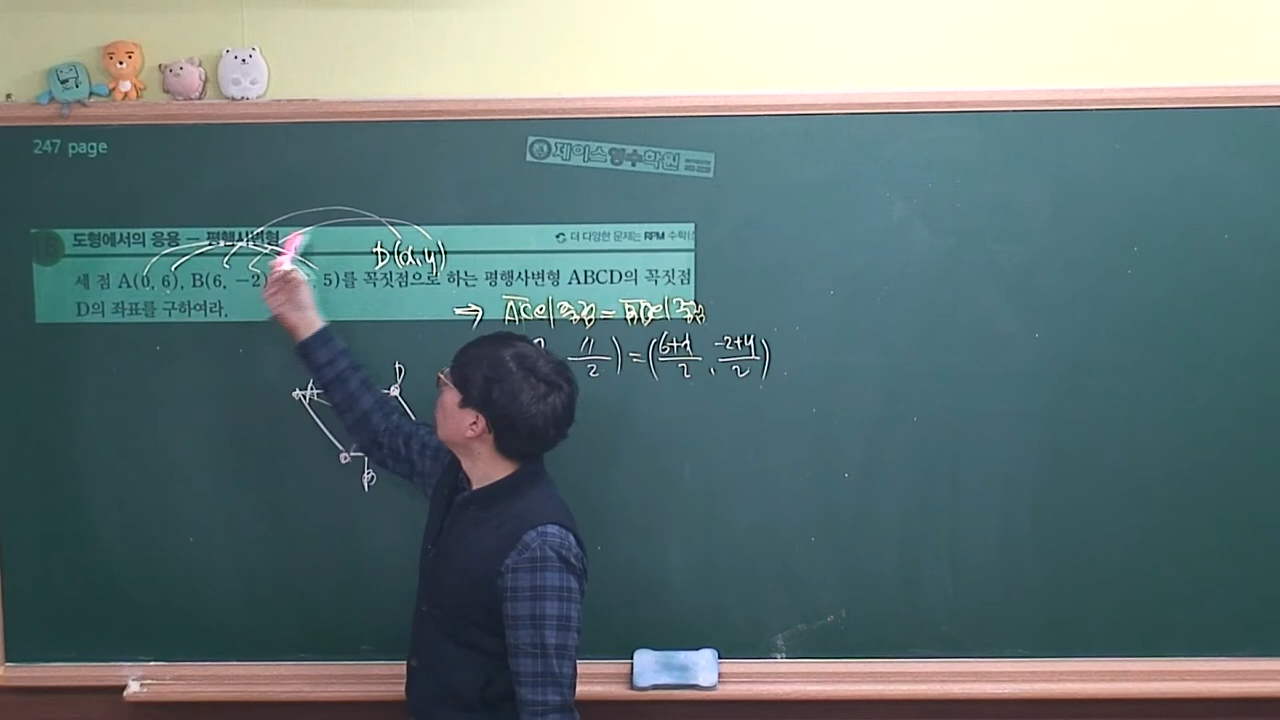 247 page
제이스영수학원
도형에서의 응용 — 평행사변형
더 다양한 문제는 RPM 수학
D(x, y)
세 점 A(0, 6), B(6, −2), 5)를 꼭짓점으로 하는 평행사변형 ABCD의 꼭짓점
D의 좌표를 구하여라.
⇒ AC의 중점 = BD의 중점
11/2) = (6+x/2, -2+y/2)
A
D
B